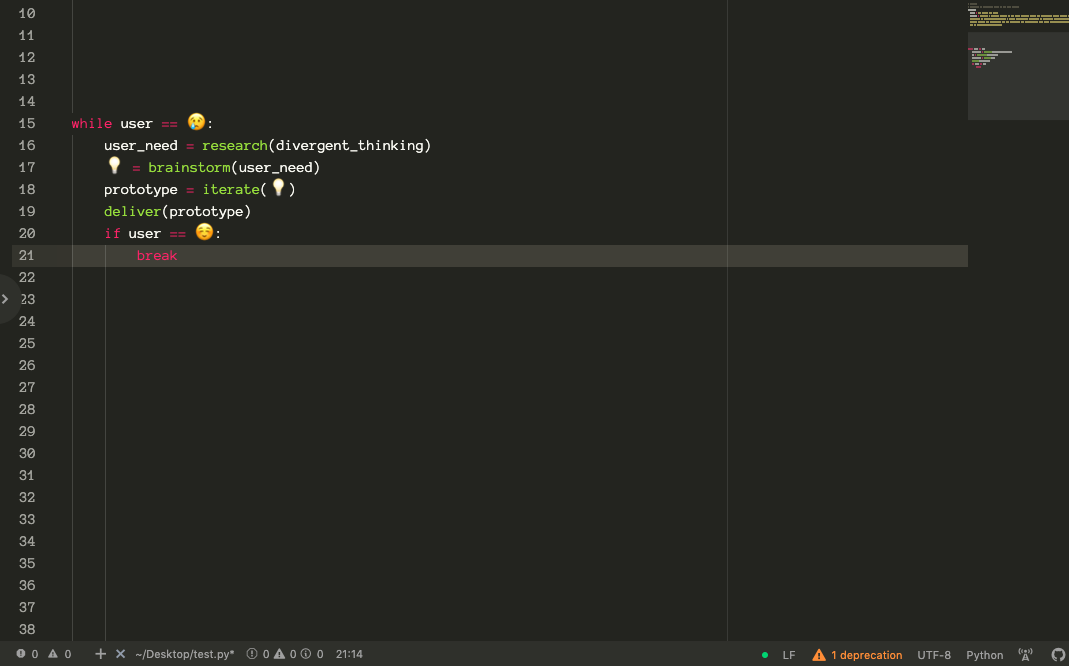 10
11
12
13
14
15 while user == 😢:
16 user_need = research(divergent_thinking)
17 💡 = brainstorm(user_need)
18 prototype = iterate(💡)
19 deliver(prototype)
20 if user == ☺️:
21 break
22
23
24
25
26
27
28
29
30
31
32
33
34
35
36
37
38
0 0 + × ~/Desktop/test.py* 0 0 0 21:14 LF 1 deprecation UTF-8 Python